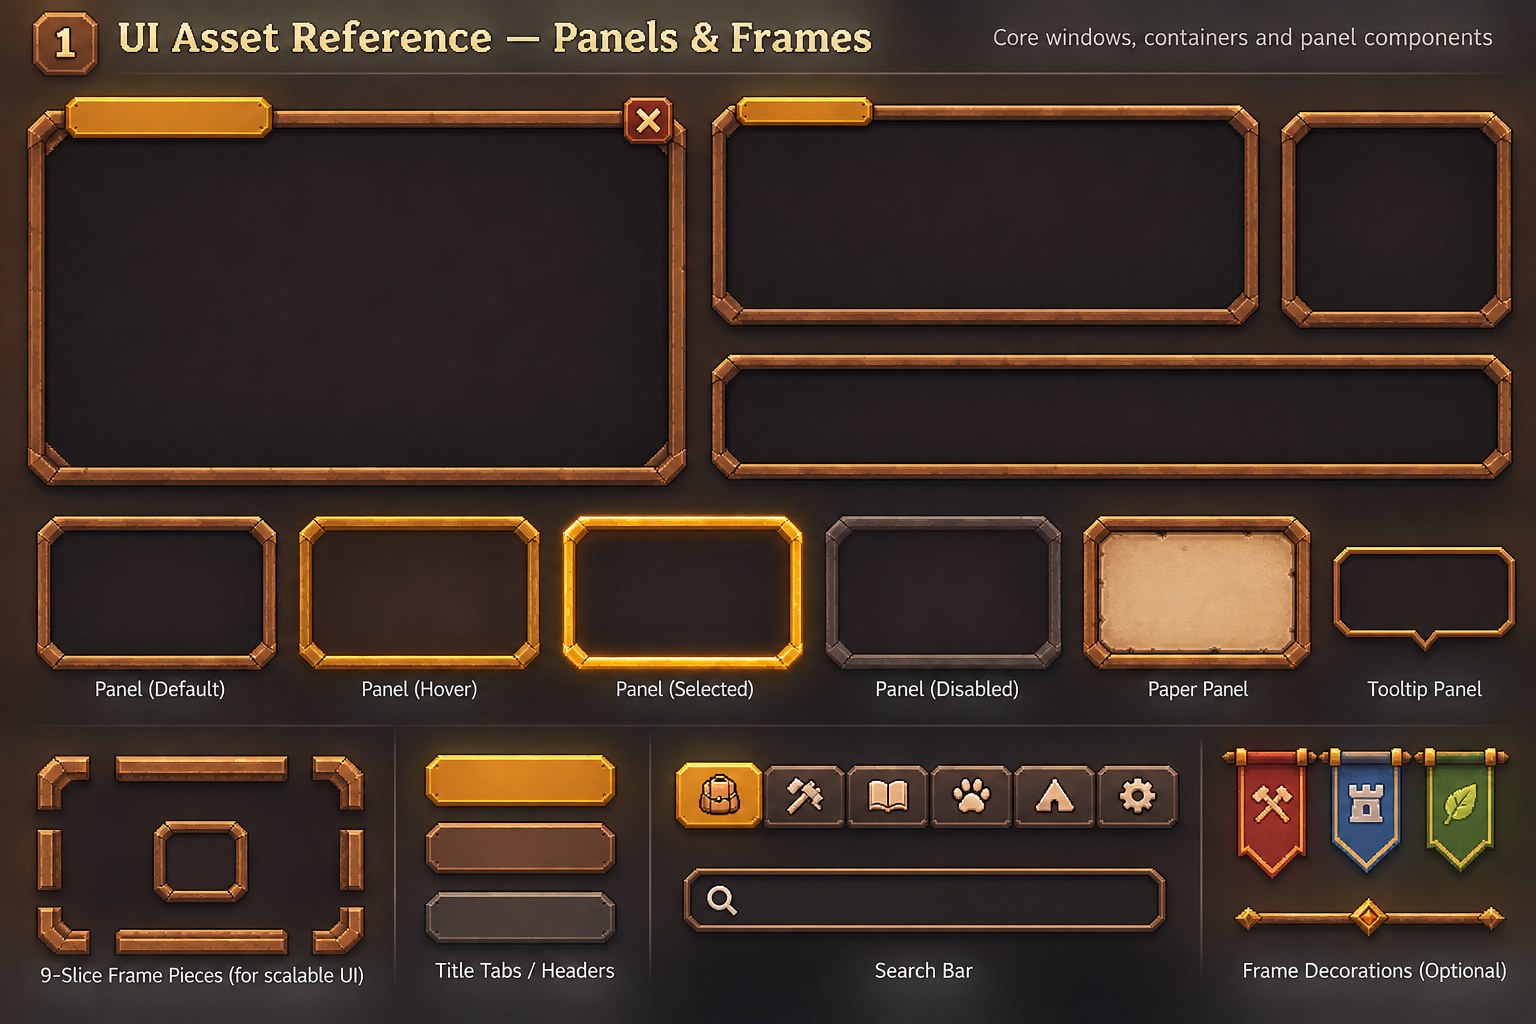 1
UI Asset Reference — Panels & Frames
Core windows, containers and panel components
Panel (Default)
Panel (Hover)
Panel (Selected)
Panel (Disabled)
Paper Panel
Tooltip Panel
9-Slice Frame Pieces (for scalable UI)
Title Tabs / Headers
Search Bar
Frame Decorations (Optional)